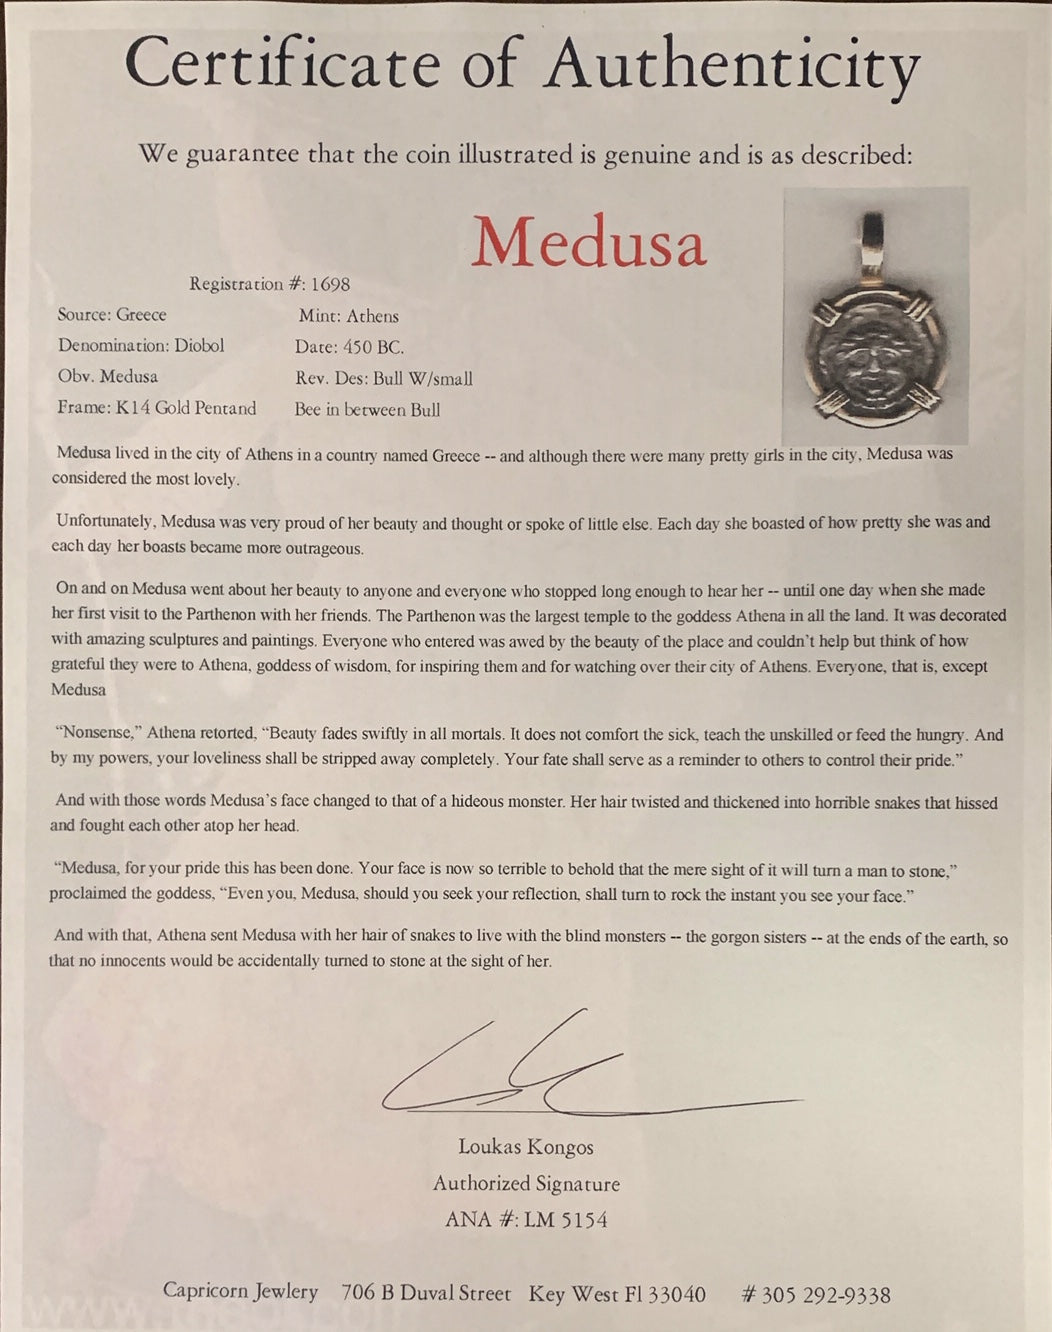 Certificate of Authenticity
We guarantee that the coin illustrated is genuine and is as described:
Medusa
Registration #: 1698
Source: Greece
Mint: Athens
Denomination: Diobol
Date: 450 BC.
Obv. Medusa
Rev. Des: Bull W/small
Frame: K14 Gold Pentand
Bee in between Bull
Medusa lived in the city of Athens in a country named Greece -- and although there were many pretty girls in the city, Medusa was
considered the most lovely.
Unfortunately, Medusa was very proud of her beauty and thought or spoke of little else. Each day she boasted of how pretty she was and
each day her boasts became more outrageous.
On and on Medusa went about her beauty to anyone and everyone who stopped long enough to hear her -- until one day when she made
her first visit to the Parthenon with her friends. The Parthenon was the largest temple to the goddess Athena in all the land. It was decorated
with amazing sculptures and paintings. Everyone who entered was awed by the beauty of the place and couldn't help but think of how
grateful they were to Athena, goddess of wisdom, for inspiring them and for watching over their city of Athens. Everyone, that is, except
Medusa
“Nonsense,” Athena retorted, “Beauty fades swiftly in all mortals. It does not comfort the sick, teach the unskilled or feed the hungry. And
by my powers, your loveliness shall be stripped away completely. Your fate shall serve as a reminder to others to control their pride.”
And with those words Medusa's face changed to that of a hideous monster. Her hair twisted and thickened into horrible snakes that hissed
and fought each other atop her head.
“Medusa, for your pride this has been done. Your face is now so terrible to behold that the mere sight of it will turn a man to stone,”
proclaimed the goddess, “Even you, Medusa, should you seek your reflection, shall turn to rock the instant you see your face.”
And with that, Athena sent Medusa with her hair of snakes to live with the blind monsters -- the gorgon sisters -- at the ends of the earth, so
that no innocents would be accidentally turned to stone at the sight of her.
Loukas Kongos
Authorized Signature
ANA #: LM 5154
Capricorn Jewlery 706 B Duval Street Key West Fl 33040 # 305 292-9338